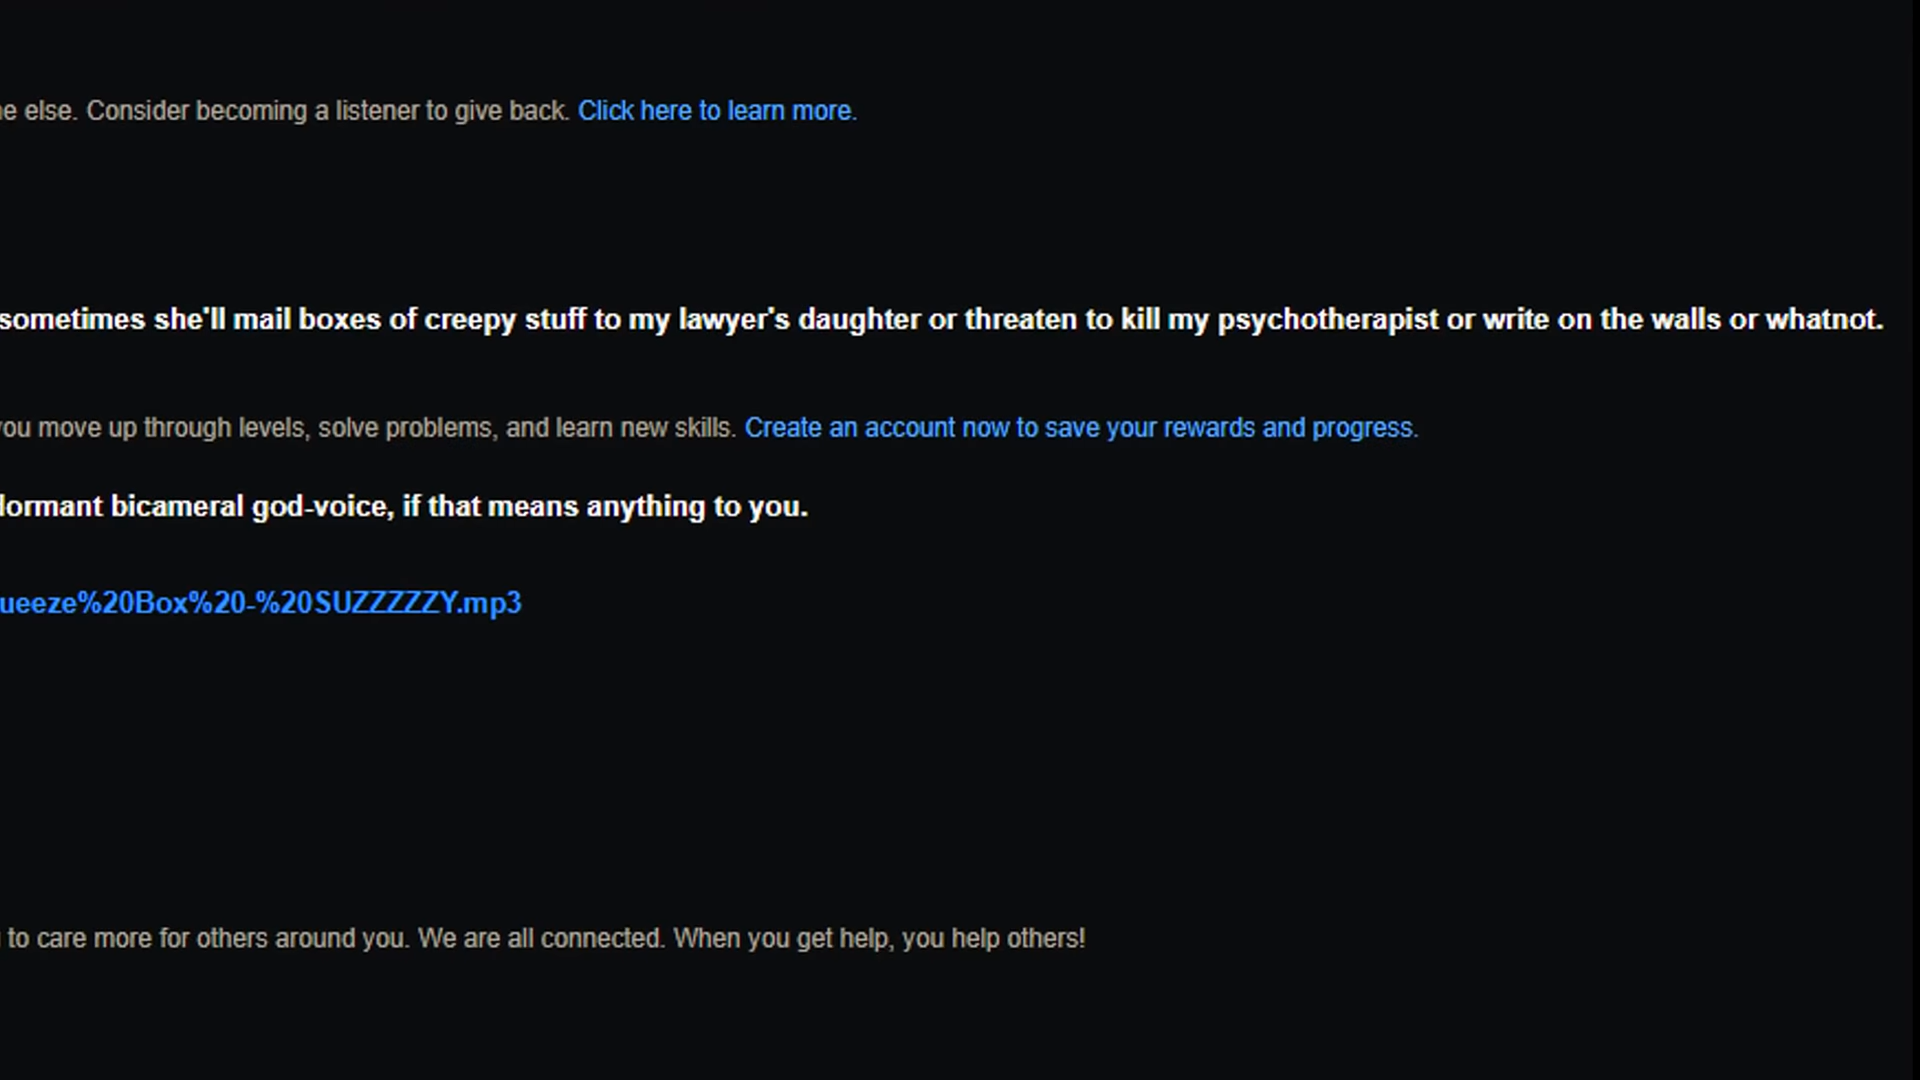 else. Consider becoming a listener to give back. Click here to learn more.
sometimes she'll mail boxes of creepy stuff to my lawyer's daughter or threaten to kill my psychotherapist or write on the walls or whatnot.
you move up through levels, solve problems, and learn new skills. Create an account now to save your rewards and progress.
bicameral god-voice, if that means anything to you.
ueeze%20Box%20-%20SUZZZZZY.mp3
to care more for others around you. We are all connected. When you get help, you help others!